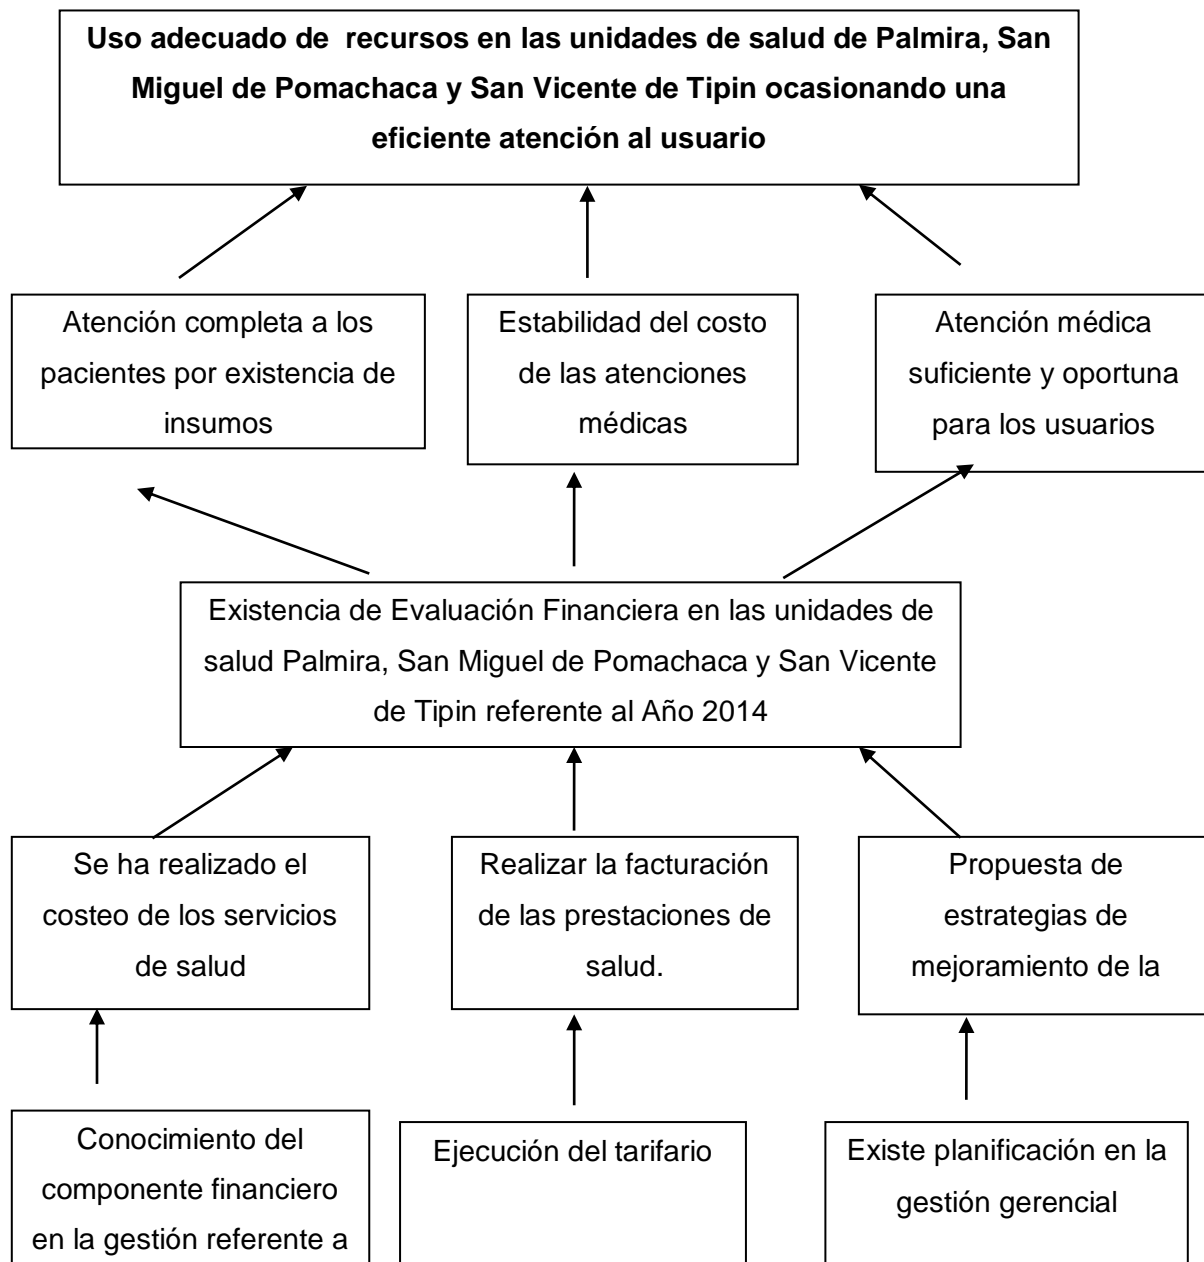 Uso adecuado de recursos en las unidades de salud de Palmira, San
Miguel de Pomachaca y San Vicente de Tipin ocasionando una
eficiente atención al usuario
Atención completa a los
pacientes por existencia de
insumos
Estabilidad del costo
de las atenciones
médicas
Atención médica
suficiente y oportuna
para los usuarios
Existencia de Evaluación Financiera en las unidades de
salud Palmira, San Miguel de Pomachaca y San Vicente
de Tipin referente al Año 2014
Se ha realizado el
costeo de los servicios
de salud
Realizar la facturación
de las prestaciones de
salud.
Propuesta de
estrategias de
mejoramiento de la
Conocimiento del
componente financiero
en la gestión referente a
Ejecución del tarifario
Existe planificación en la
gestión gerencial